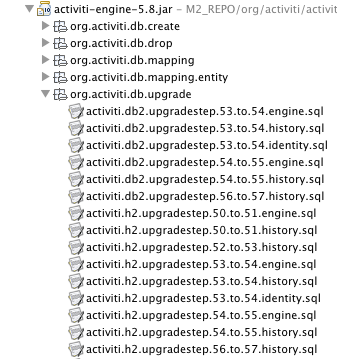 activiti-engine-5.8.jar - M2_REPO/org/activiti/activit
org.activiti.db.create
org.activiti.db.drop
org.activiti.db.mapping
org.activiti.db.mapping.entity
org.activiti.db.upgrade
activiti.db2.upgradestep.53.to.54.engine.sql
activiti.db2.upgradestep.53.to.54.history.sql
activiti.db2.upgradestep.53.to.54.identity.sql
activiti.db2.upgradestep.54.to.55.engine.sql
activiti.db2.upgradestep.54.to.55.history.sql
activiti.db2.upgradestep.56.to.57.history.sql
activiti.h2.upgradestep.50.to.51.engine.sql
activiti.h2.upgradestep.50.to.51.history.sql
activiti.h2.upgradestep.52.to.53.history.sql
activiti.h2.upgradestep.53.to.54.engine.sql
activiti.h2.upgradestep.53.to.54.history.sql
activiti.h2.upgradestep.53.to.54.identity.sql
activiti.h2.upgradestep.54.to.55.engine.sql
activiti.h2.upgradestep.54.to.55.history.sql
activiti.h2.upgradestep.56.to.57.history.sql